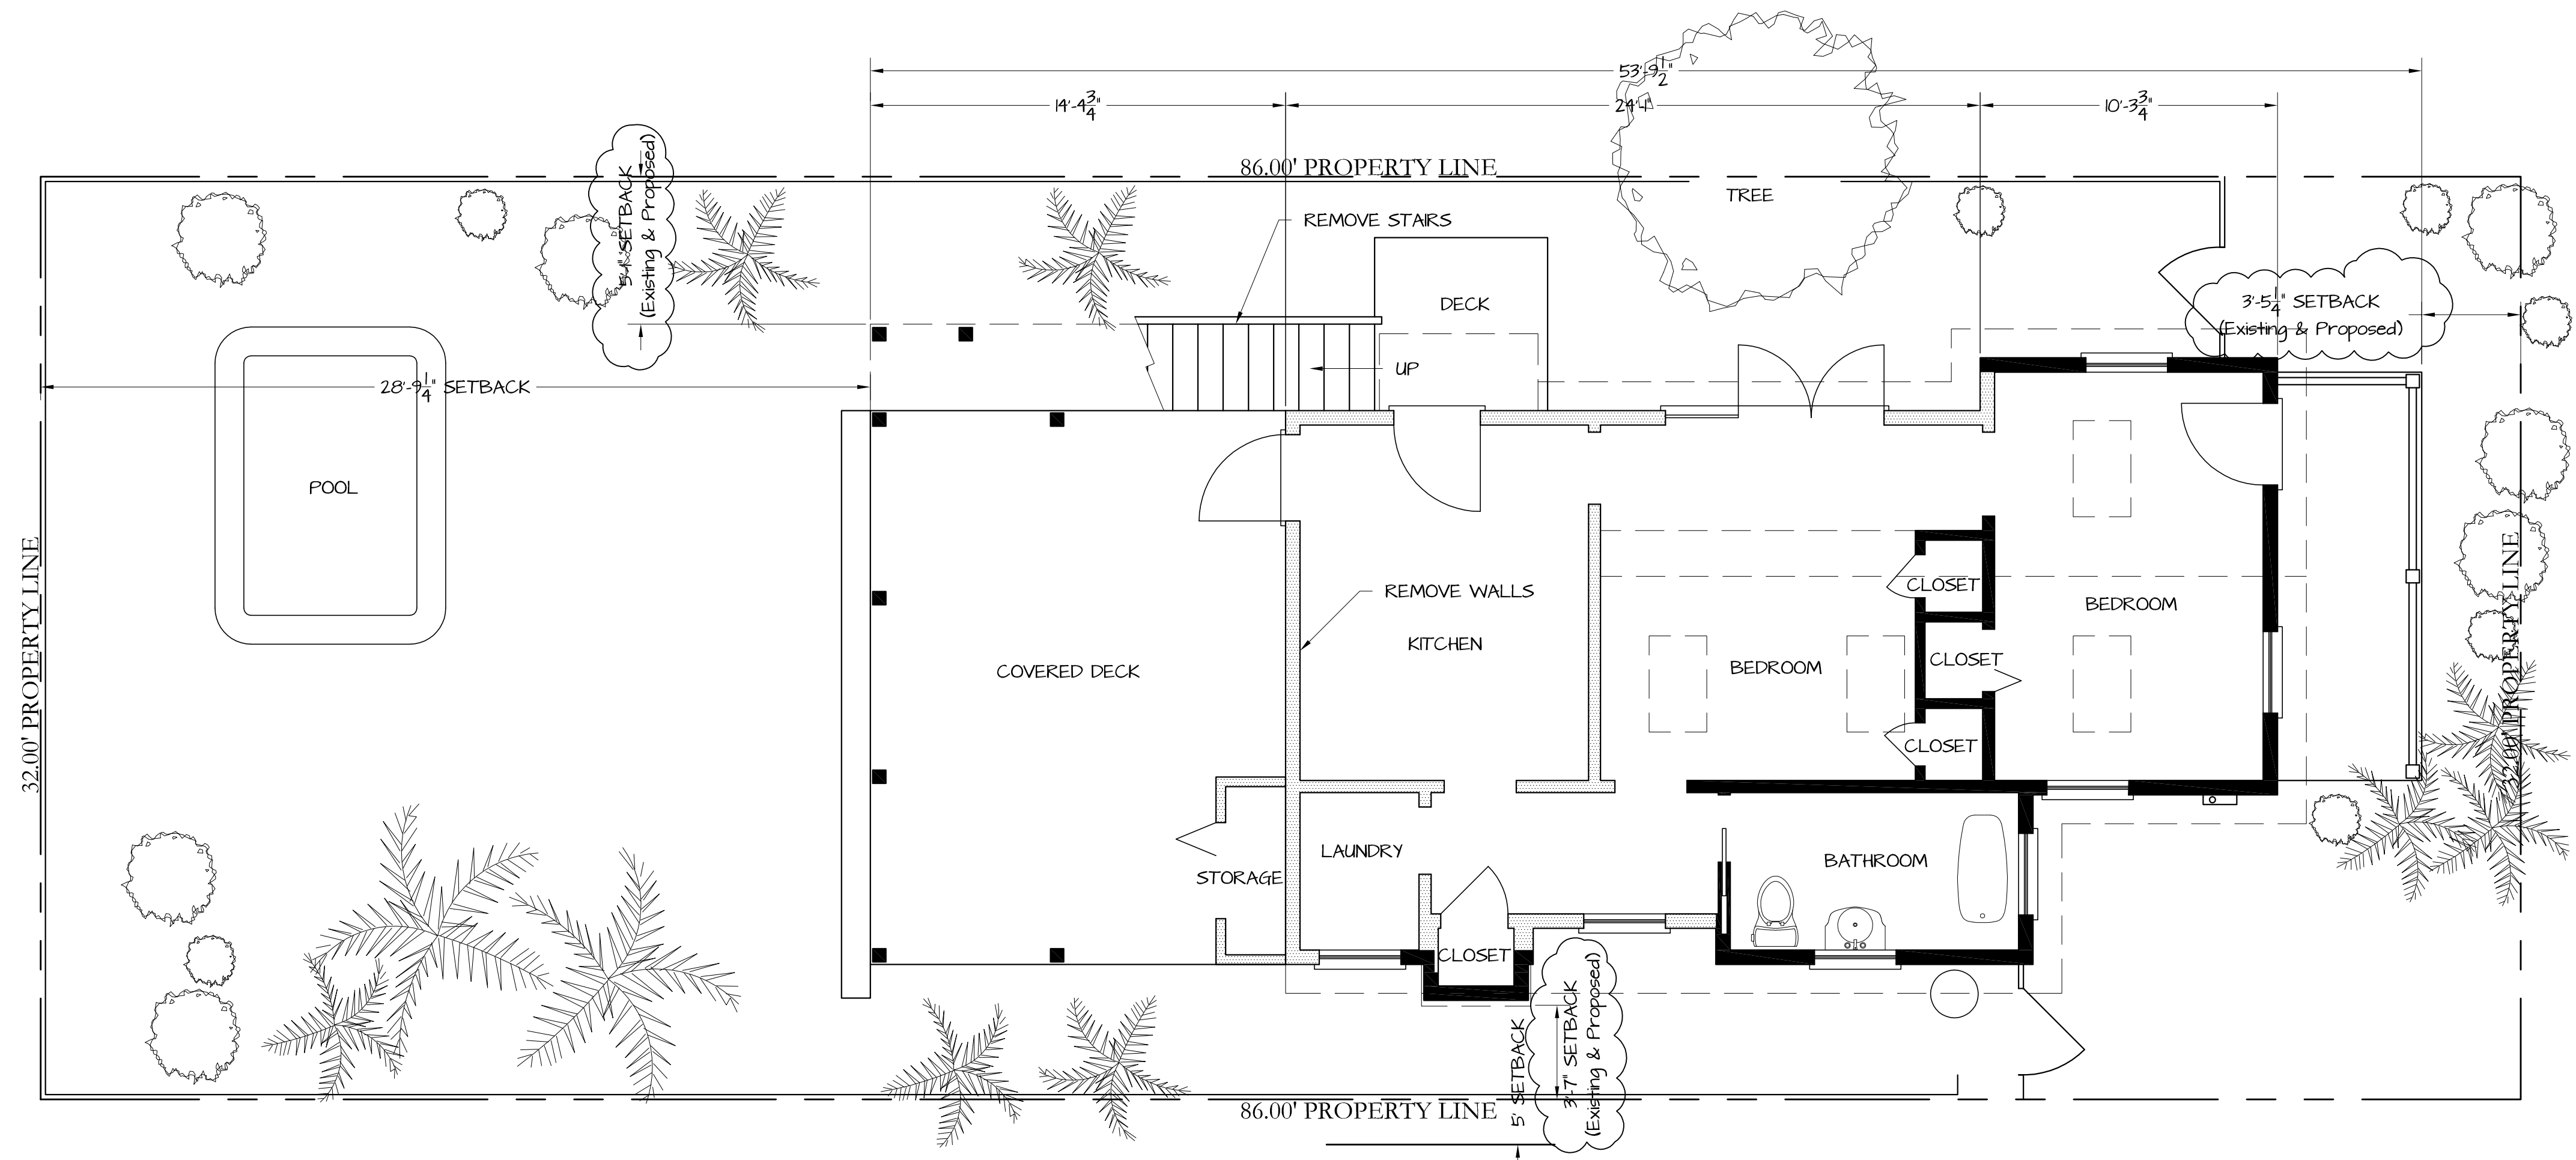 53'-9 1/2"
14'-4 3/4"
24'-1"
10'-3 3/4"
86.00' PROPERTY LINE
TREE
REMOVE STAIRS
5'-1" SETBACK
(Existing & Proposed)
DECK
3'-5 1/4" SETBACK
(Existing & Proposed)
UP
28'-9 1/4" SETBACK
POOL
32.00' PROPERTY LINE
REMOVE WALLS
CLOSET
BEDROOM
KITCHEN
CLOSET
BEDROOM
COVERED DECK
32.00' PROPERTY LINE
CLOSET
LAUNDRY
BATHROOM
STORAGE
CLOSET
5' SETBACK
3'-7" SETBACK
(Existing & Proposed)
86.00' PROPERTY LINE